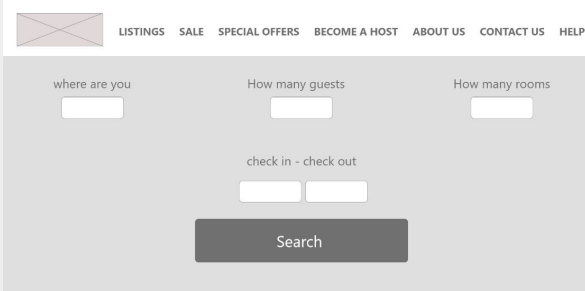 LISTINGS SALE SPECIAL OFFERS BECOME A HOST ABOUT US CONTACT US HELP
where are you How many guests How many rooms
check in - check out
Search